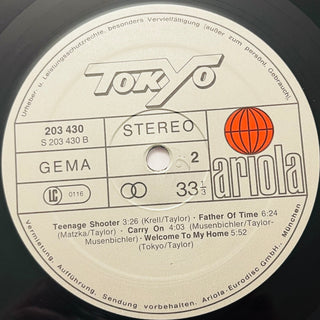 Urheber- u. Leistungsschutzrechte, besonders Vervielfältigung (außer zum persönl. eig. Gebrauch).
TOKYO
203 430
S 203 430 B
STEREO
GEMA
2
LC 0116
33 1/3
ariola
Teenage Shooter 3:26 (Krell/Taylor) · Father Of Time 6:24
(Matzka/Taylor) · Carry On 4:03 (Musenbichler/Taylor-
Musenbichler) · Welcome To My Home 5:52
(Tokyo/Taylor)
Vermietung, Aufführung, Sendung vorbehalten. Ariola-Eurodisc GmbH., München